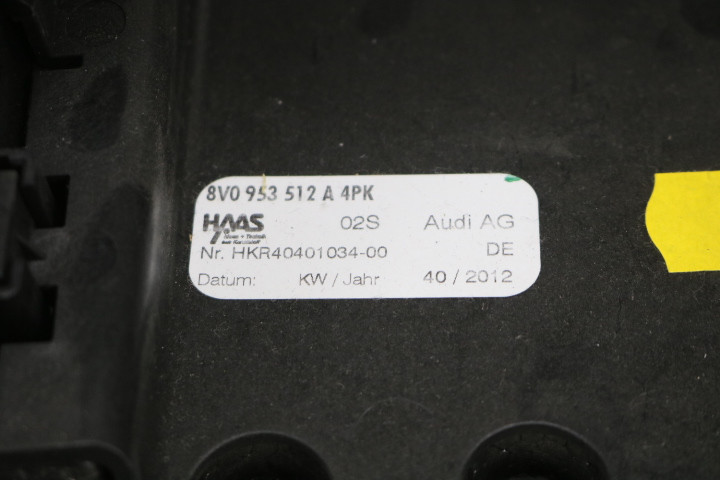 8V0 953 512 A 4PK
HAAS 02S Audi AG
Nr. HKR40401034-00 DE
Datum: KW / Jahr 40 / 2012